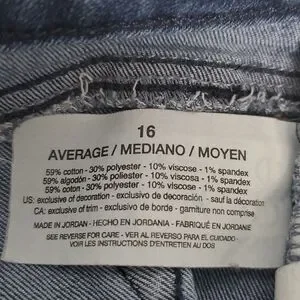 16
AVERAGE / MEDIANO / MOYEN
59% cotton - 30% polyester - 10% viscose - 1% spandex
59% algodón - 30% poliester - 10% viscosa - 1% spandex
59% coton - 30% polyester - 10% viscose - 1% spandex
US: exclusive of decoration - exclusivo de decoración - sauf la décoration
CA: exclusive of trim - exclusivo de borde - garniture non comprise
MADE IN JORDAN - HECHO EN JORDANIA - FABRIQUÉ EN JORDANIE
SEE REVERSE FOR CARE - VER AL REVERSO PARA EL CUIDADO
VOIR LES INSTRUCTIONS D'ENTRETIEN AU DOS